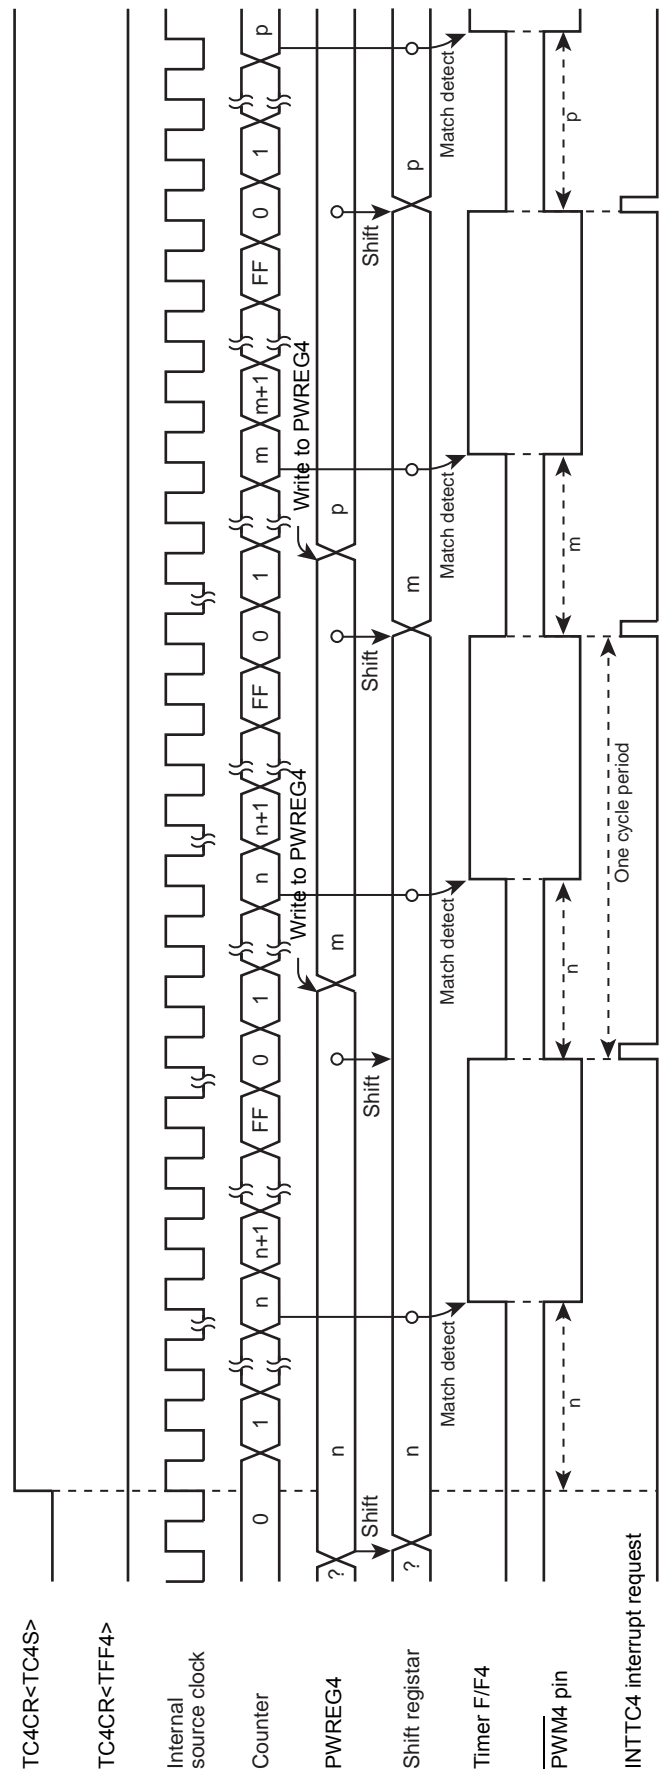 TC4CR<TC4S>
TC4CR<TFF4>
Internal
source clock
Counter 0 1 n n+1 FF 0 1 n n+1 FF 0 1 m m+1 FF 0 1 p
Write to PWREG4 Write to PWREG4
PWREG4 ? n m p
Shift Shift Shift Shift
Shift registar ? n m p
Match detect Match detect Match detect Match detect
Timer F/F4
PWM4 pin n n m p
One cycle period
INTTC4 interrupt request